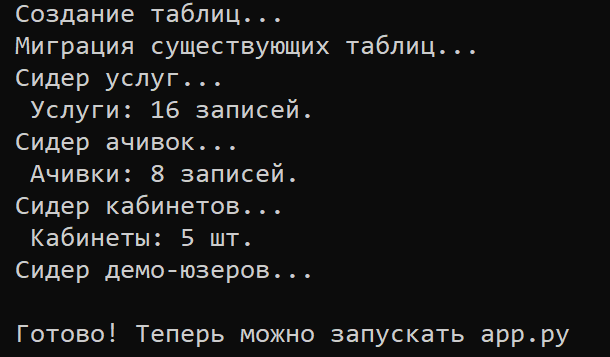 Создание таблиц...
Миграция существующих таблиц...
Сидер услуг...
Услуги: 16 записей.
Сидер ачивок...
Ачивки: 8 записей.
Сидер кабинетов...
Кабинеты: 5 шт.
Сидер демо-юзеров...
Готово! Теперь можно запускать app.py